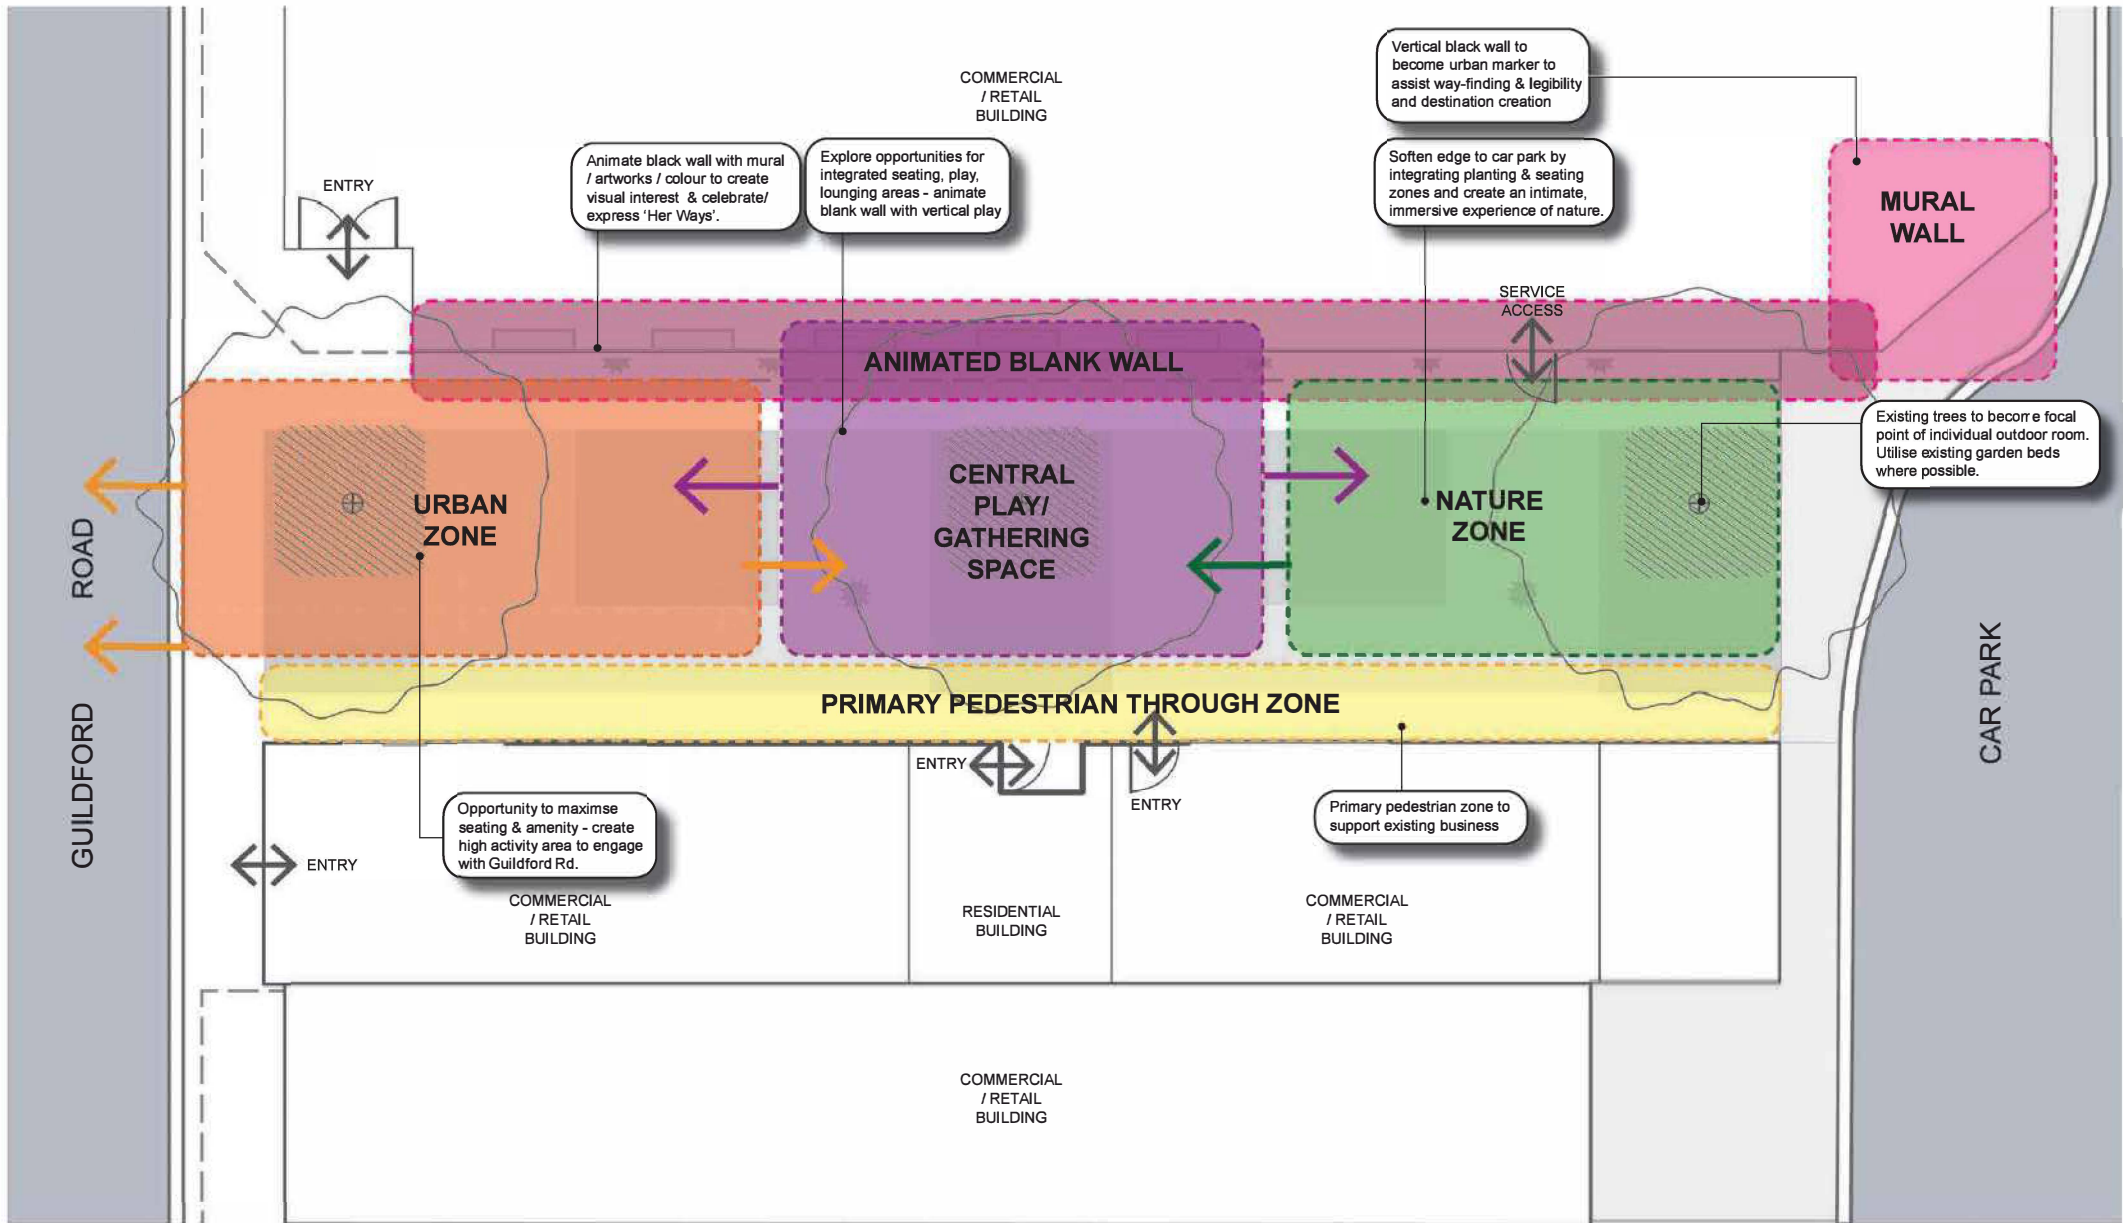 Vertical black wall to
become urban marker to
assist way-finding & legibility
and destination creation
COMMERCIAL
/ RETAIL
BUILDING
Animate black wall with mural
/ artworks / colour to create
visual interest & celebrate/
express ‘Her Ways’.
Explore opportunities for
integrated seating, play,
lounging areas - animate
blank wall with vertical play
Soften edge to car park by
integrating planting & seating
zones and create an intimate,
immersive experience of nature.
ENTRY
MURAL
WALL
SERVICE
ACCESS
ANIMATED BLANK WALL
Existing trees to become focal
point of individual outdoor room.
Utilise existing garden beds
where possible.
URBAN
ZONE
CENTRAL
PLAY/
GATHERING
SPACE
NATURE
ZONE
GUILDFORD ROAD
CAR PARK
PRIMARY PEDESTRIAN THROUGH ZONE
ENTRY
ENTRY
Opportunity to maximse
seating & amenity - create
high activity area to engage
with Guildford Rd.
Primary pedestrian zone to
support existing business
ENTRY
COMMERCIAL
/ RETAIL
BUILDING
RESIDENTIAL
BUILDING
COMMERCIAL
/ RETAIL
BUILDING
COMMERCIAL
/ RETAIL
BUILDING